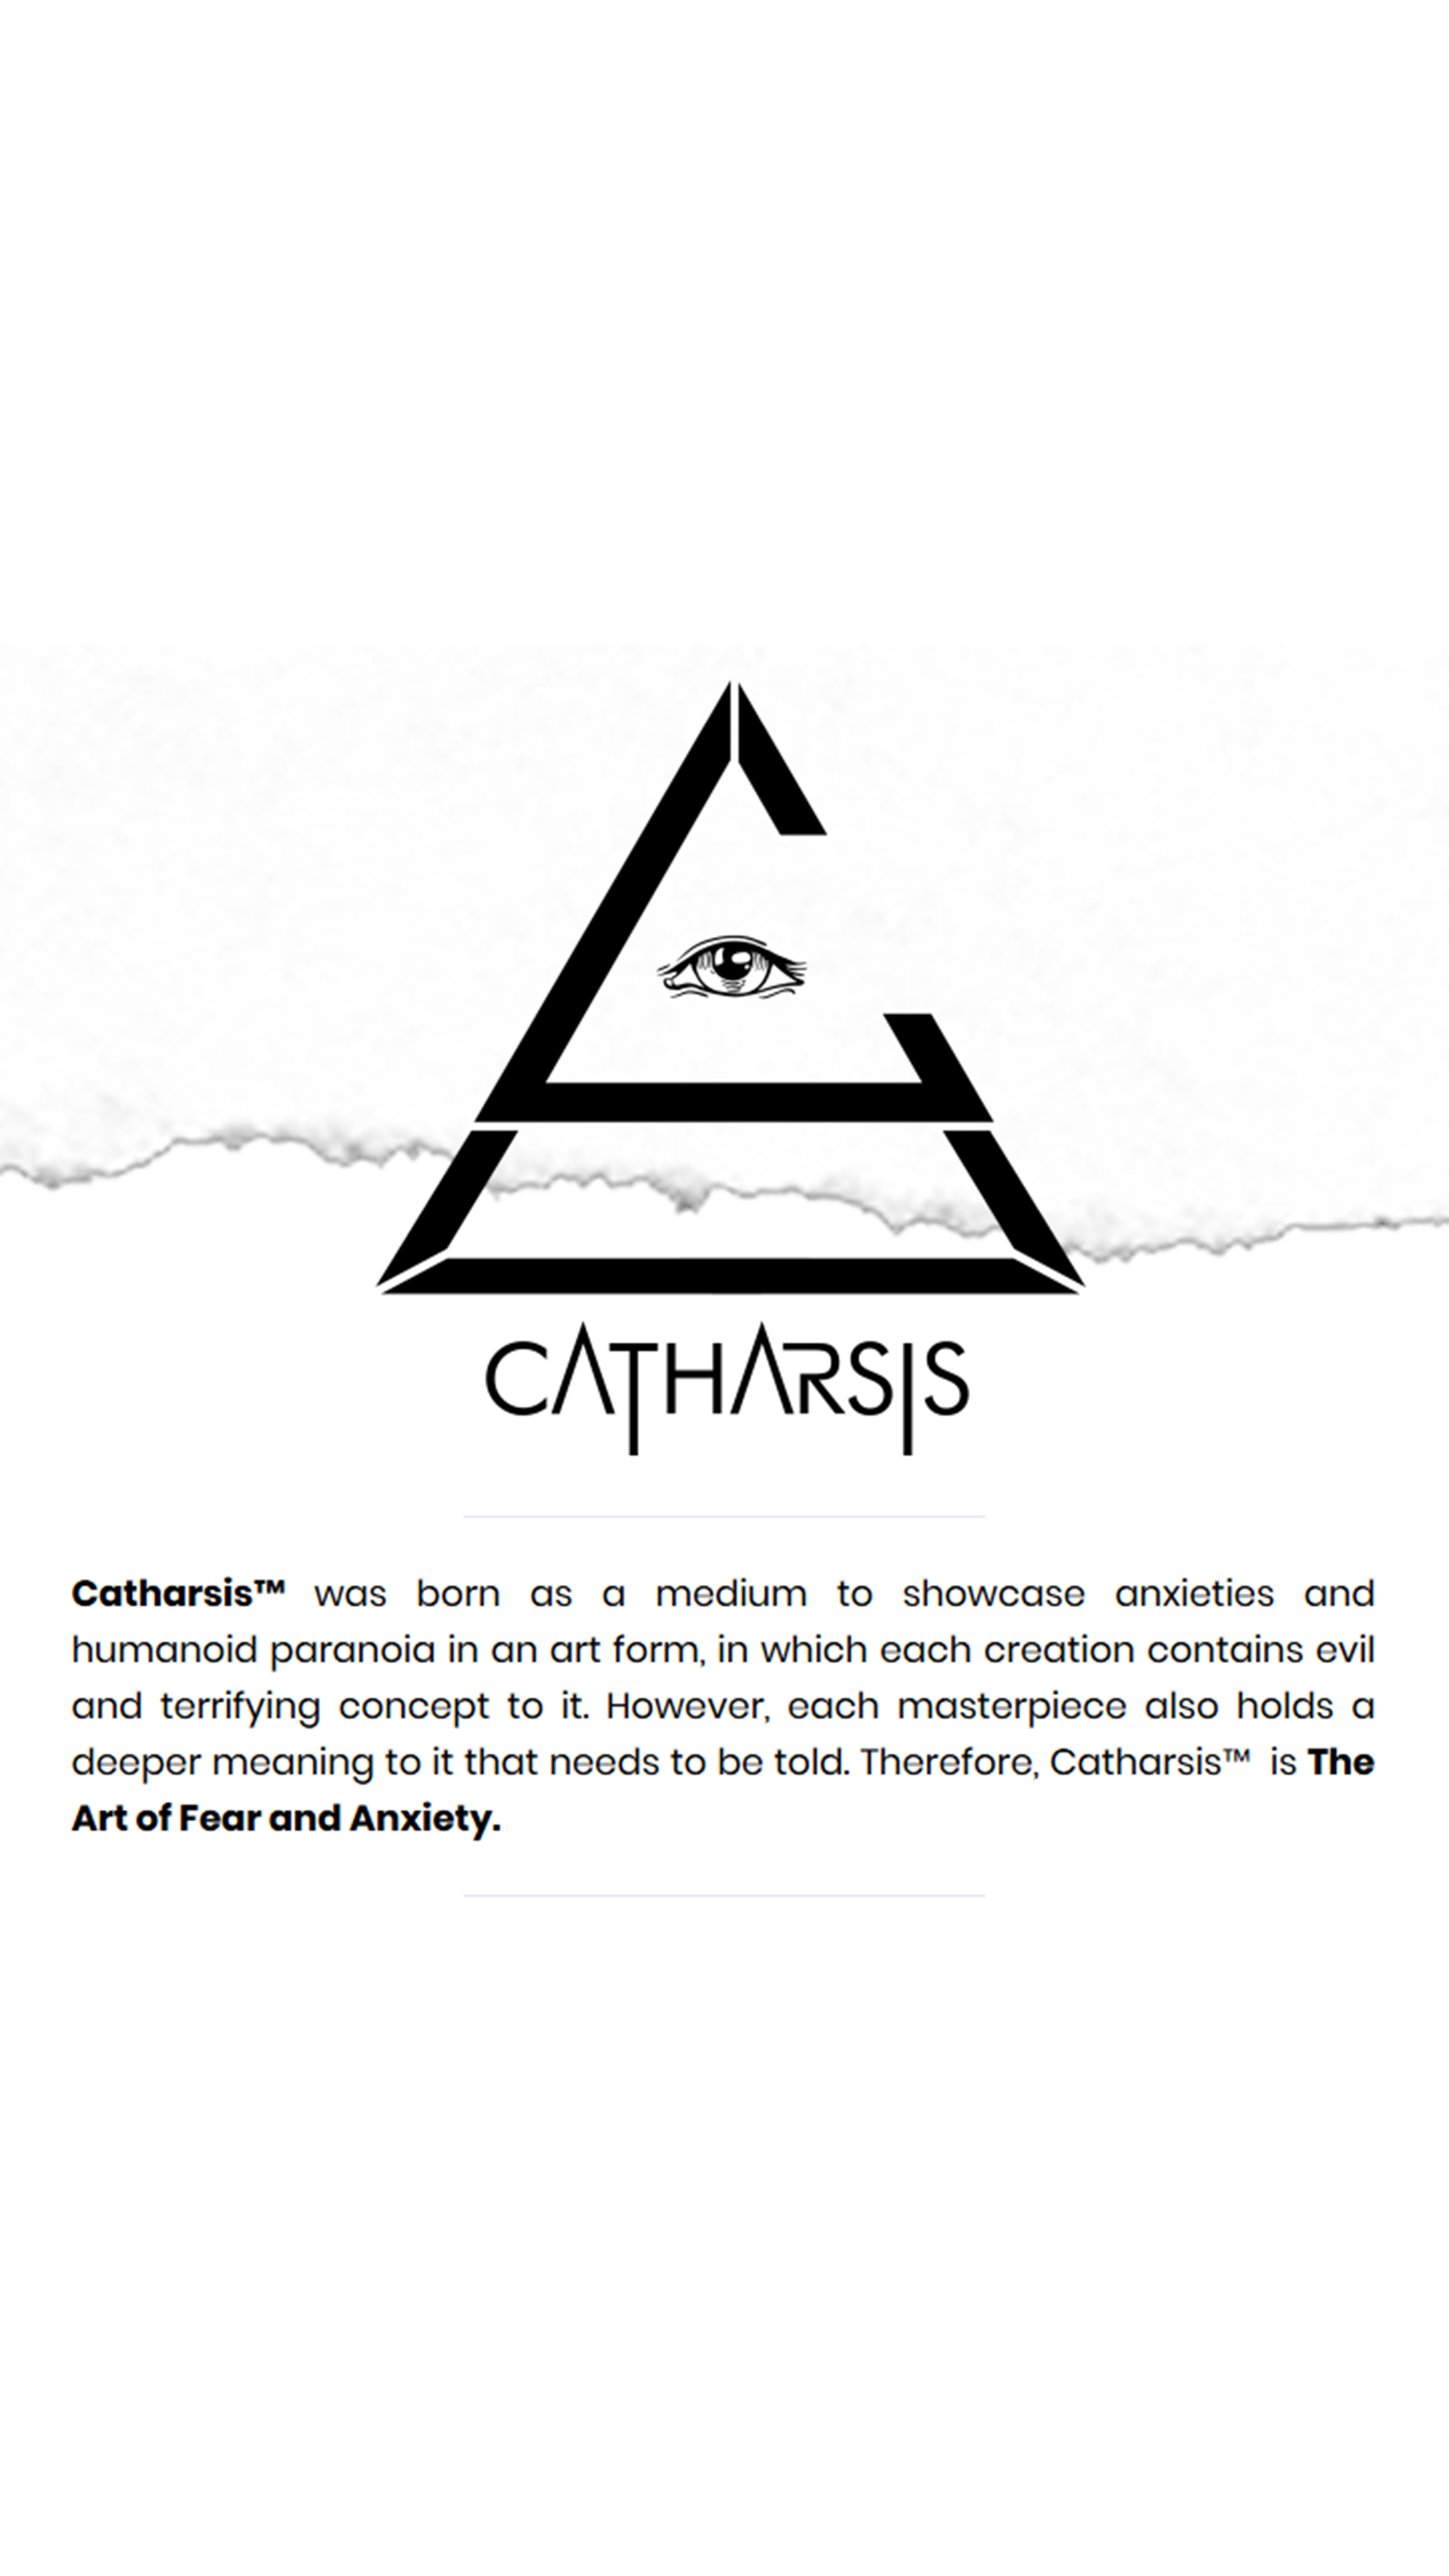 CATHARSIS
Catharsis™ was born as a medium to showcase anxieties and
humanoid paranoia in an art form, in which each creation contains evil
and terrifying concept to it. However, each masterpiece also holds a
deeper meaning to it that needs to be told. Therefore, Catharsis™ is The
Art of Fear and Anxiety.